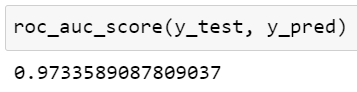 roc_auc_score(y_test, y_pred)
0.9733589087809037